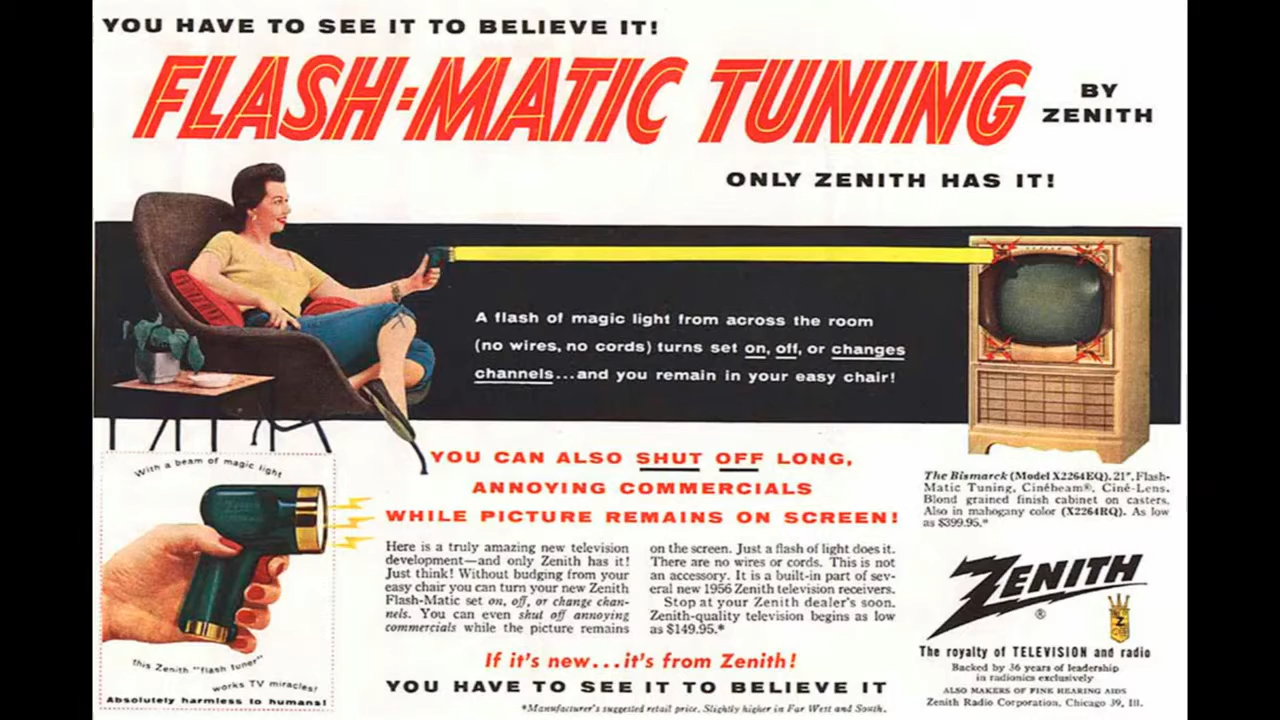 YOU HAVE TO SEE IT TO BELIEVE IT!
FLASH-MATIC TUNING
BY
ZENITH
ONLY ZENITH HAS IT!
A flash of magic light from across the room
(no wires, no cords) turns set on, off, or changes
channels...and you remain in your easy chair!
YOU CAN ALSO SHUT OFF LONG,
ANNOYING COMMERCIALS
WHILE PICTURE REMAINS ON SCREEN!
With a beam of magic light
this Zenith "flash tuner"
works TV miracles!
Absolutely harmless to humans!
Here is a truly amazing new television
development—and only Zenith has it!
Just think! Without budging from your
easy chair you can turn your new Zenith
Flash-Matic set on, off, or change chan-
nels. You can even shut off annoying
commercials while the picture remains
on the screen. Just a flash of light does it.
There are no wires or cords. This is not
an accessory. It is a built-in part of sev-
eral new 1956 Zenith television receivers.
Stop at your Zenith dealer's soon.
Zenith-quality television begins as low
as $149.95.*
If it's new...it's from Zenith!
YOU HAVE TO SEE IT TO BELIEVE IT
*Manufacturer's suggested retail price. Slightly higher in Far West and South.
The Bismarck (Model X2264EQ). 21". Flash-
Matic Tuning, Cinébeam®, Ciné-Lens.
Blond grained finish cabinet on casters.
Also in mahogany color (X2264RQ). As low
as $399.95.*
ZENITH
®
The royalty of TELEVISION and radio
Backed by 36 years of leadership
in radionics exclusively
ALSO MAKERS OF FINE HEARING AIDS
Zenith Radio Corporation, Chicago 39, Ill.